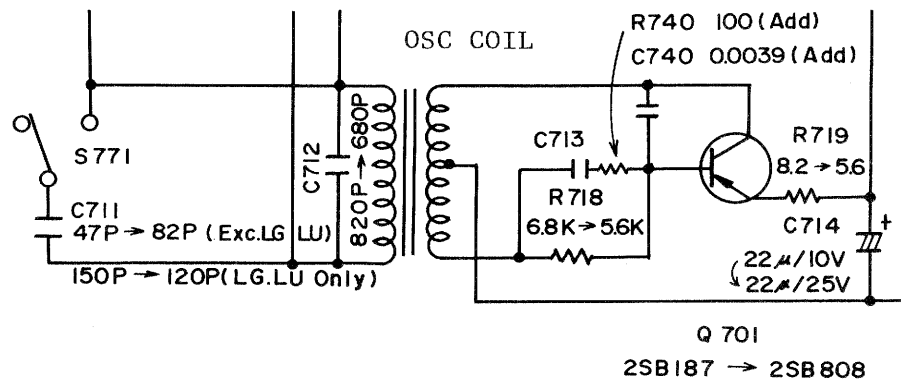 R740 100 (Add)
OSC COIL
C740 0.0039 (Add)
S771
C712
820P → 680P
C713
R719
8.2 → 5.6
R718
6.8K → 5.6K
C711
47P → 82P (Exc.LG LU)
C714
+
150P → 120P (LG.LU Only)
22μ/10V
22μ/25V
Q 701
2SB187 → 2SB808